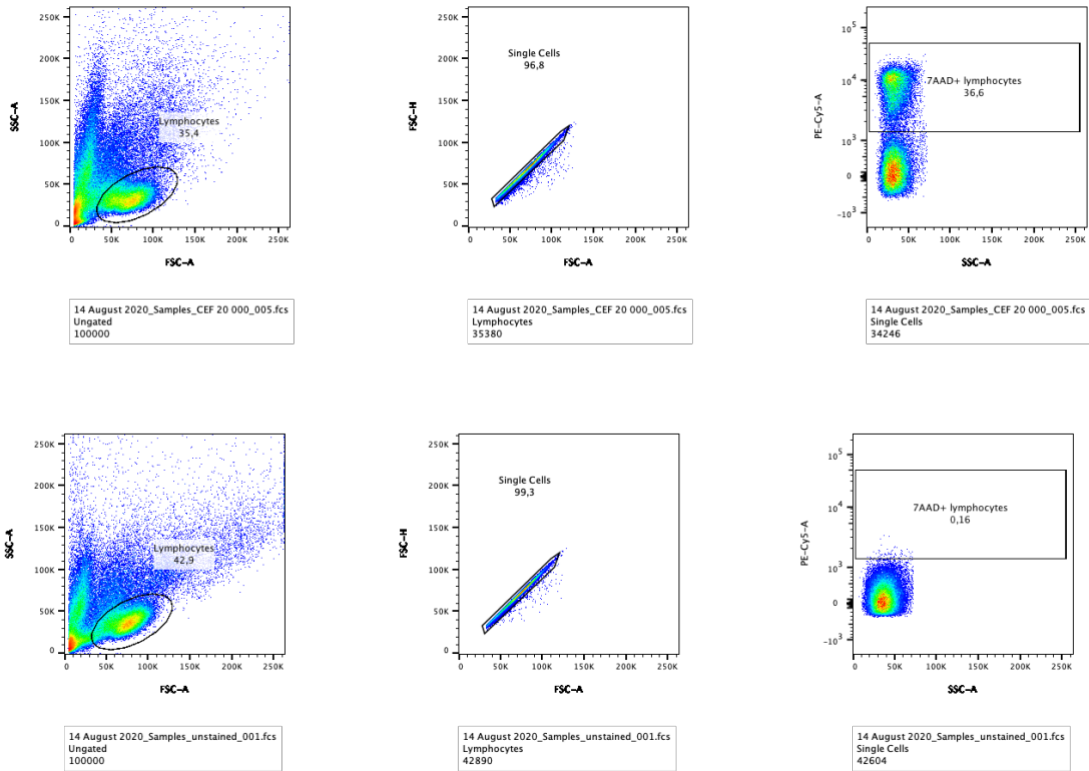 250K
200K
150K
100K
50K
0
SSC-A
Lymphocytes
35,4
0 50K 100K 150K 200K 250K
FSC-A
14 August 2020_Samples_CEF 20 000_005.fcs
Ungated
100000
250K
200K
150K
100K
50K
0
FSC-H
Single Cells
96,8
0 50K 100K 150K 200K 250K
FSC-A
14 August 2020_Samples_CEF 20 000_005.fcs
Lymphocytes
35380
10⁵
10⁴
10³
0
-10³
PE-Cy5-A
7AAD+ lymphocytes
36,6
0 50K 100K 150K 200K 250K
SSC-A
14 August 2020_Samples_CEF 20 000_005.fcs
Single Cells
34246
250K
200K
150K
100K
50K
0
SSC-A
Lymphocytes
42,9
0 50K 100K 150K 200K 250K
FSC-A
14 August 2020_Samples_unstained_001.fcs
Ungated
100000
250K
200K
150K
100K
50K
0
FSC-H
Single Cells
99,3
0 50K 100K 150K 200K 250K
FSC-A
14 August 2020_Samples_unstained_001.fcs
Lymphocytes
42890
10⁵
10⁴
10³
0
-10³
PE-Cy5-A
7AAD+ lymphocytes
0,16
0 50K 100K 150K 200K 250K
SSC-A
14 August 2020_Samples_unstained_001.fcs
Single Cells
42604